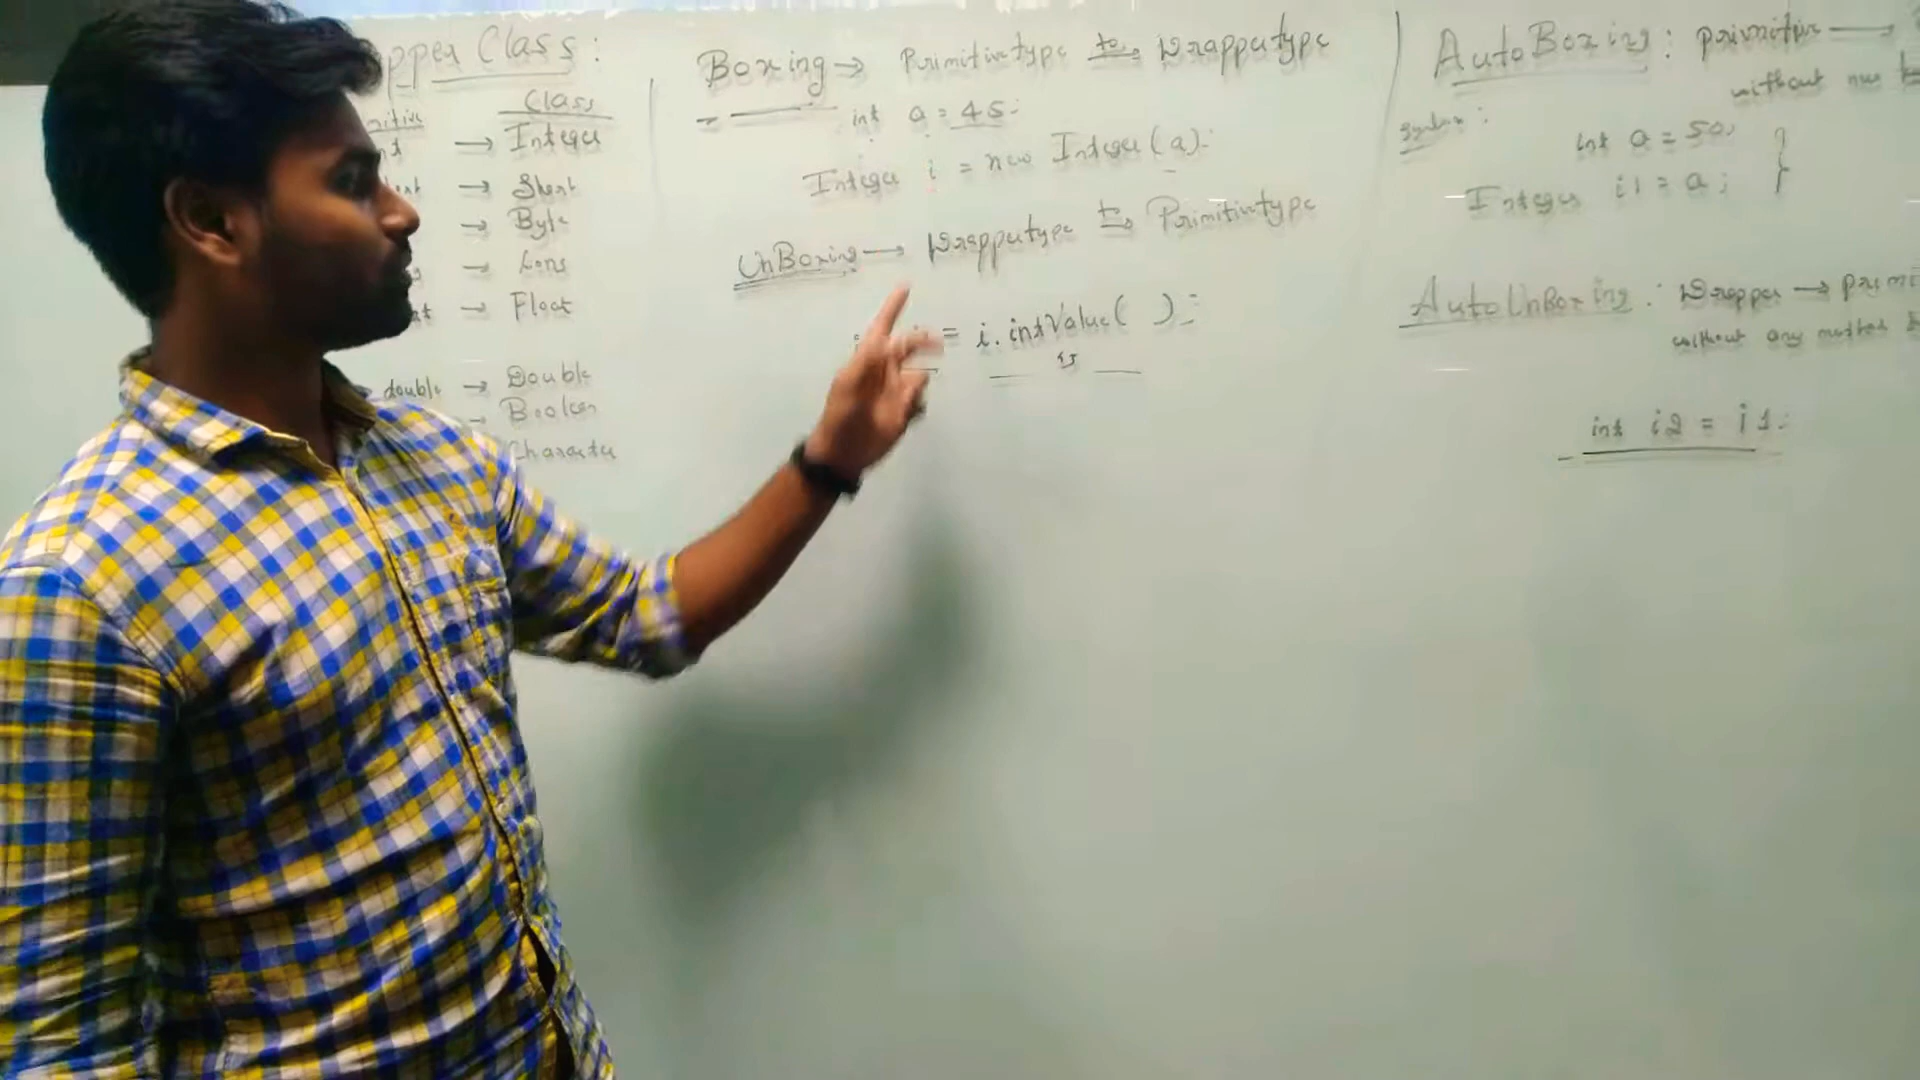 pper Class :
Class
→ Integer
→ Short
→ Byte
→ Long
→ Float
double → Double
Boolean
Character
Boxing → Primitive type to→ Wrapper type
int a = 45;
Integer i = new Integer(a);
UnBoxing → Wrapper type to→ Primitive type
= i.intValue( );
AutoBoxing : primitive →
without new
Syntax :
int a = 50;
Integer i1 = a;
AutoUnBoxing : Wrapper → primi
without any method
int i2 = i1;